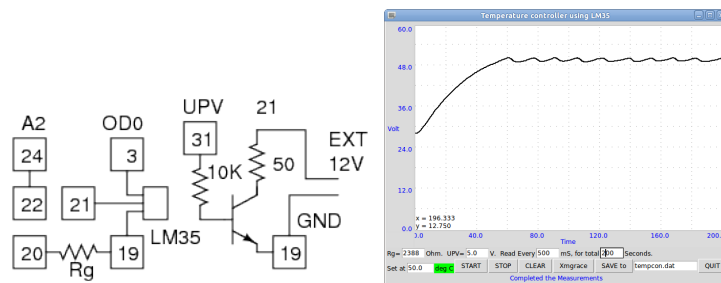 A2
OD0
UPV
21
24
3
31
EXT
12V
10K
50
22
21
LM35
GND
20
Rg
19
19
Temperature controller using LM35
60.0
48.0
36.0
Volt
24.0
12.0
0.0
x = 196.333
y = 12.750
40.0
80.0
120.0
160.0
Time
Rg= 2388 Ohm. UPV= 5.0 V. Read Every 500 mS. for total 200 Seconds.
Set at 50.0 deg C START STOP CLEAR Xmgrace SAVE to tempcon.dat QUIT
Completed the Measurements